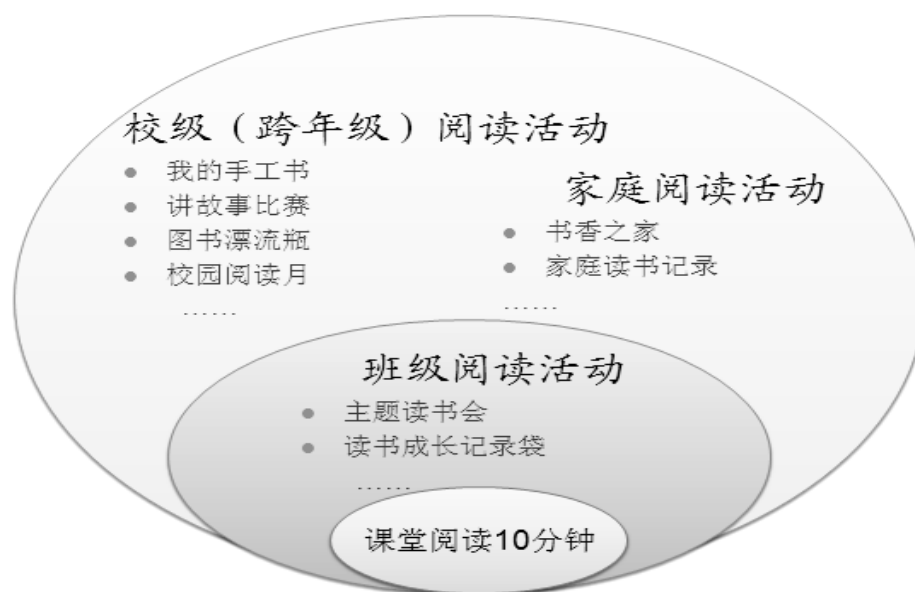 校级（跨年级）阅读活动
● 我的手工书
● 讲故事比赛
● 图书漂流瓶
● 校园阅读月
……
家庭阅读活动
● 书香之家
● 家庭读书记录
……
班级阅读活动
● 主题读书会
● 读书成长记录袋
……
课堂阅读10分钟